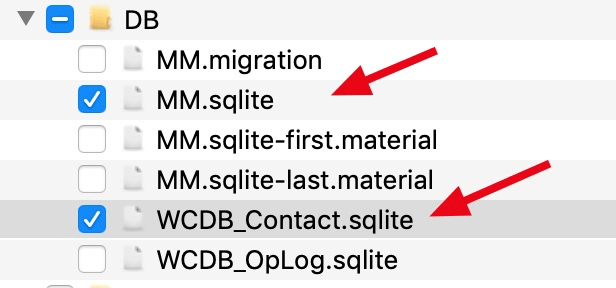 DB
MM.migration
MM.sqlite
MM.sqlite-first.material
MM.sqlite-last.material
WCDB_Contact.sqlite
WCDB_OpLog.sqlite